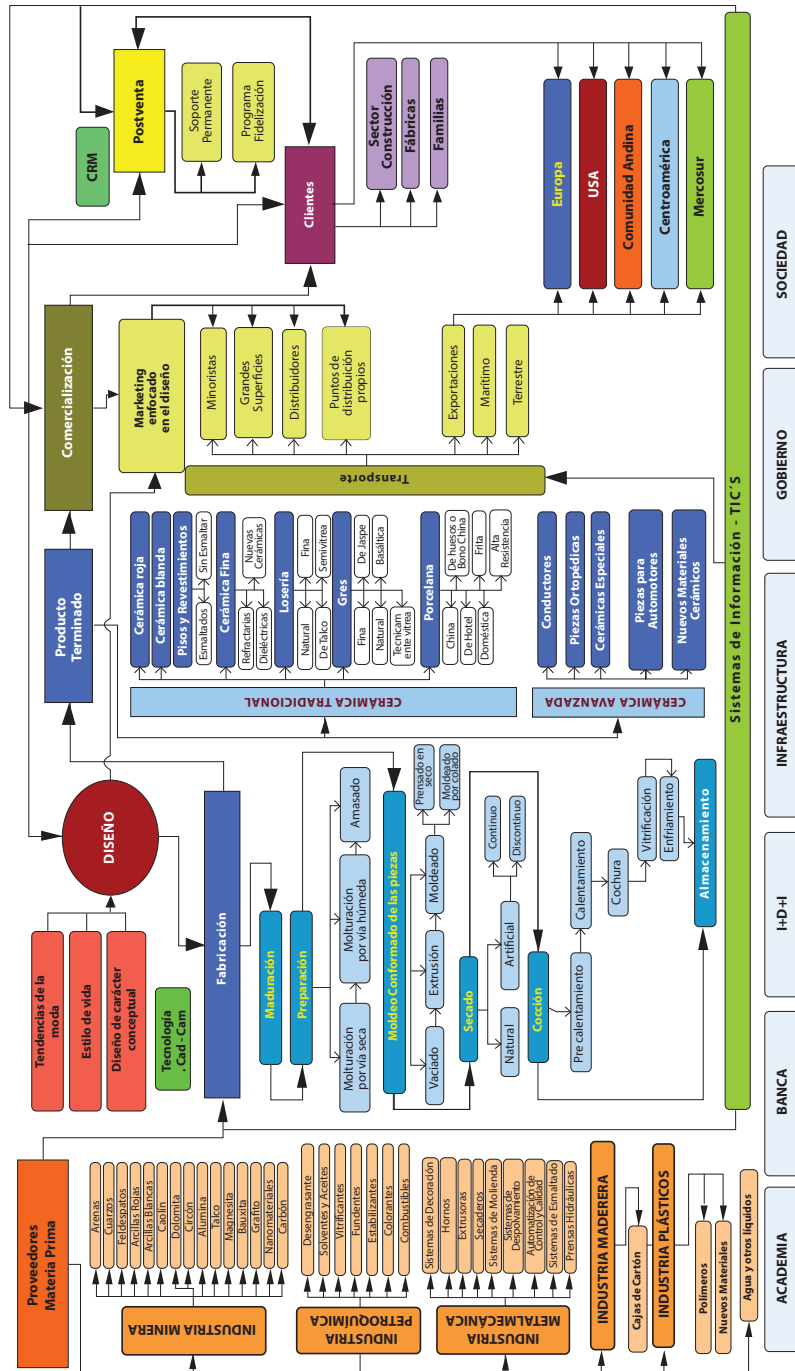 Proveedores
Materia Prima
INDUSTRIA MINERA
Arenas
Cuarzos
Feldespatos
Arcillas Rojas
Arcillas Blancas
Caolín
Dolomita
Circón
Alumina
Talco
Magnesita
Bauxta
Grafito
Nanomateriales
Carbón
INDUSTRIA
PETROQUÍMICA
Desengrasante
Solventes y Aceites
Vitrificantes
Fundentes
Estabilizantes
Colorantes
Combustibles
INDUSTRIA
METALMECÁNICA
Sistemas de Decoración
Hornos
Extrusoras
Secaderos
Sistemas de Molienda
Sistemas de
Despolvamiento
Automatización de
Control y Calidad
Sistemas de Esmaltado
Prensas Hidráulicas
INDUSTRIA MADERERA
Cajas de Cartón
INDUSTRIA PLÁSTICOS
Polímeros
Nuevos Materiales
Agua y otros líquidos
Tendencias de la
moda
Estilo de vida
Diseño de carácter
conceptual
DISEÑO
Tecnología
. Cad - Cam
Fabricación
Maduración
Preparación
Molturación
por vía seca
Molturación
por vía húmeda
Amasado
Moldeo Conformado de las piezas
Vaciado
Extrusión
Moldeado
Prensado en
seco
Moldeado
por colado
Secado
Natural
Artificial
Continuo
Discontinuo
Cocción
Pre calentamiento
Calentamiento
Cochura
Vitrificación
Enfriamiento
Almacenamiento
Producto
Terminado
CERÁMICA TRADICIONAL
Cerámica roja
Cerámica blanca
Pisos y Revestimientos
Esmaltados
Sin Esmaltar
Cerámica Fina
Refractarias
Nuevas
Cerámicas
Dieléctricas
Losería
Natural
Fina
De Talco
Semivitrea
Gres
Fina
De Jaspe
Natural
Basáltica
Tecnicam
ente vítrea
Porcelana
China
De huesos o
Bono China
De Hotel
Frita
Doméstica
Alta
Resistencia
CERÁMICA AVANZADA
Conductores
Piezas Ortopédicas
Cerámicas Especiales
Piezas para
Automotores
Nuevos Materiales
Cerámicos
Comercialización
Marketing
enfocado
en el diseño
Transporte
Minoristas
Grandes
Superficies
Distribuidores
Puntos de
distribución
propios
Exportaciones
Marítimo
Terrestre
CRM
Postventa
Soporte
Permanente
Programa
Fidelización
Clientes
Sector
Construcción
Fábricas
Familias
Europa
USA
Comunidad Andina
Centroamérica
Mercosur
Sistemas de Información - TIC´S
ACADEMIA
BANCA
I+D+I
INFRAESTRUCTURA
GOBIERNO
SOCIEDAD